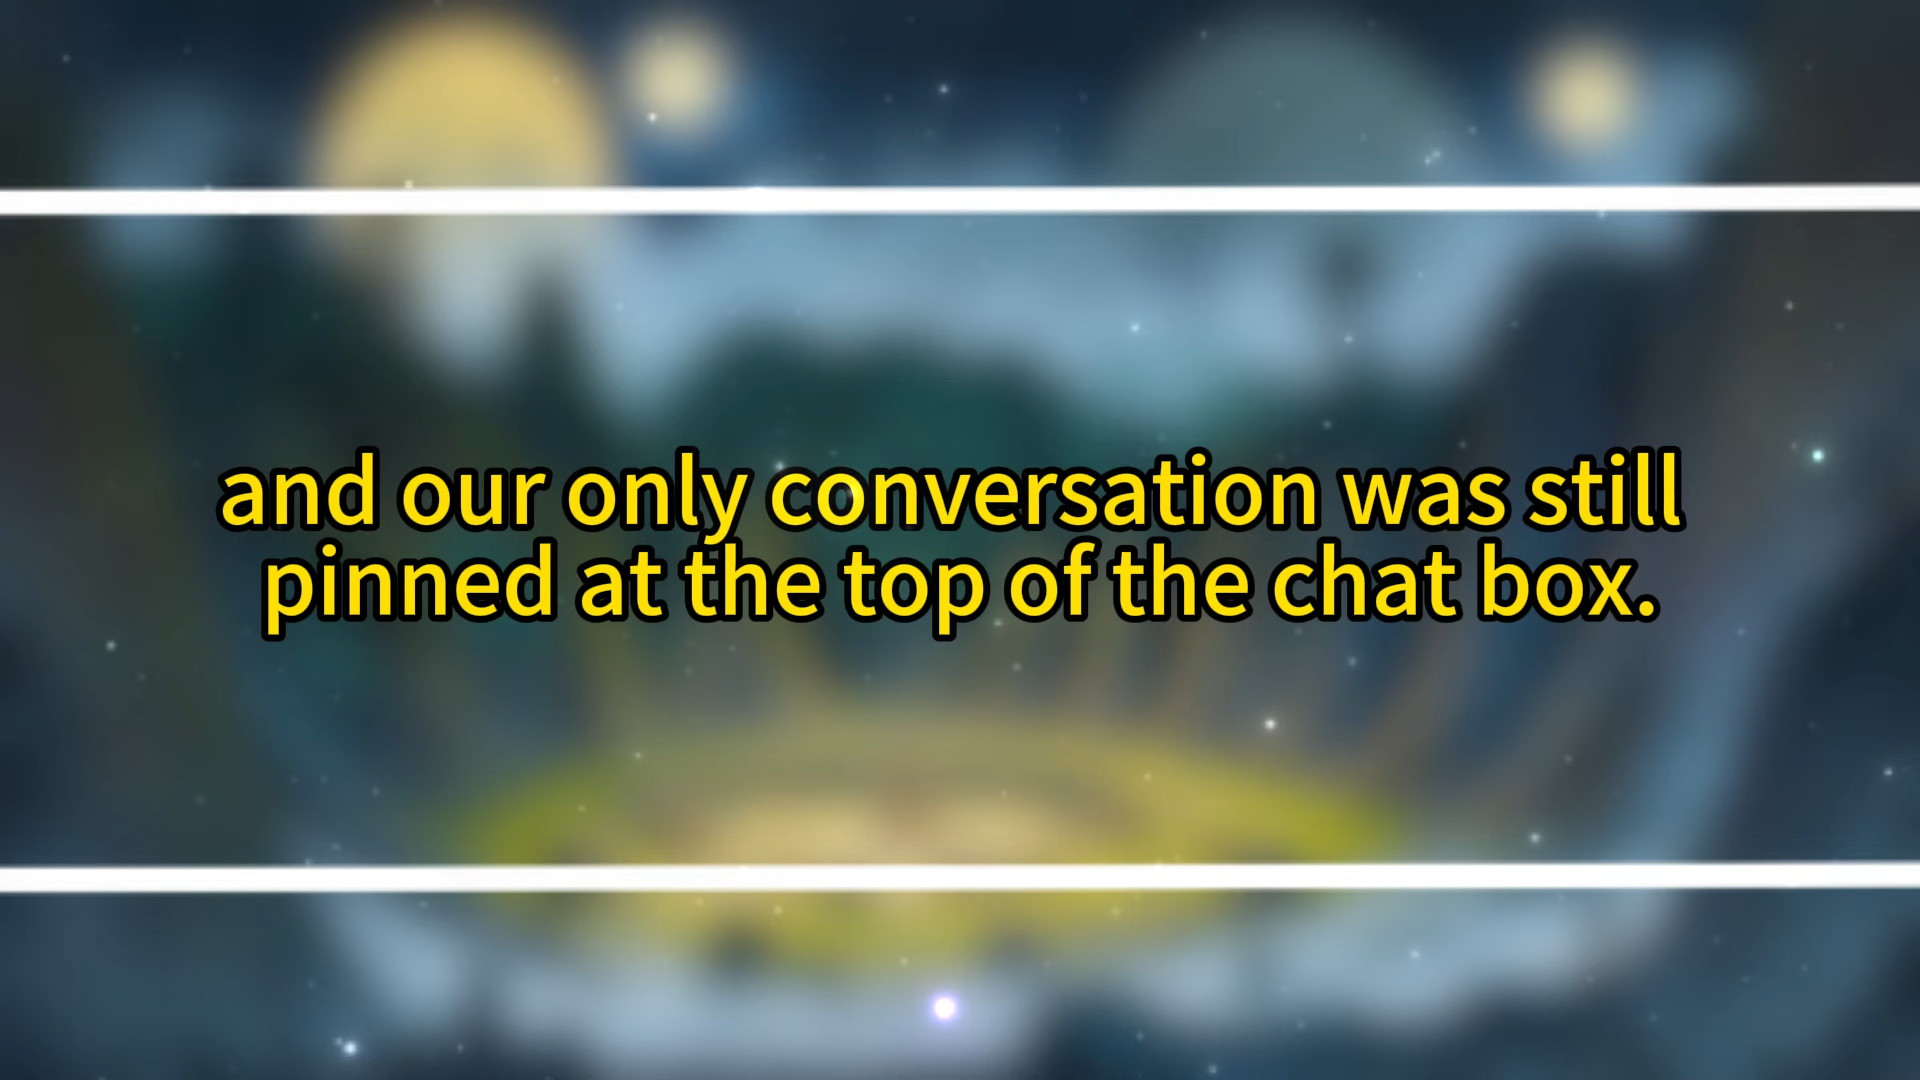 and our only conversation was still
pinned at the top of the chat box.